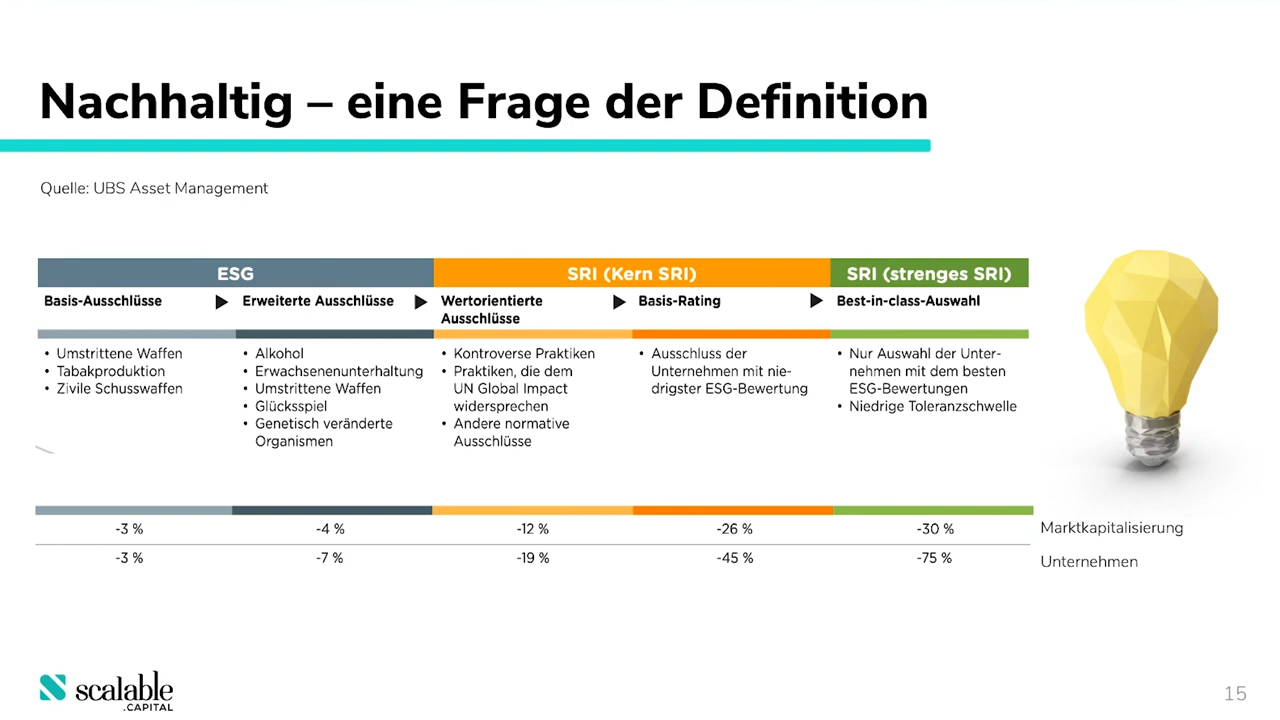 Nachhaltig – eine Frage der Definition
Quelle: UBS Asset Management
ESG
SRI (Kern SRI)
SRI (strenges SRI)
Basis-Ausschlüsse
Erweiterte Ausschlüsse
Wertorientierte
Ausschlüsse
Basis-Rating
Best-in-class-Auswahl
• Umstrittene Waffen
• Tabakproduktion
• Zivile Schusswaffen
• Alkohol
• Erwachsenenunterhaltung
• Umstrittene Waffen
• Glücksspiel
• Genetisch veränderte
Organismen
• Kontroverse Praktiken
• Praktiken, die dem
UN Global Impact
widersprechen
• Andere normative
Ausschlüsse
• Ausschluss der
Unternehmen mit nie-
drigster ESG-Bewertung
• Nur Auswahl der Unter-
nehmen mit dem besten
ESG-Bewertungen
• Niedrige Toleranzschwelle
-3 % -4 % -12 % -26 % -30 % Marktkapitalisierung
-3 % -7 % -19 % -45 % -75 % Unternehmen
scalable
.CAPITAL
15